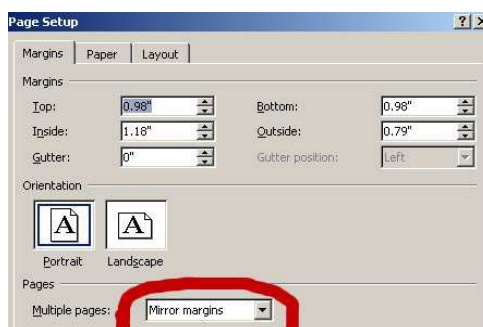 Page Setup
Margins Paper Layout
Margins
Top: 0.98" Bottom: 0.98"
Inside: 1.18" Outside: 0.79"
Gutter: 0" Gutter position: Left
Orientation
A A
Portrait Landscape
Pages
Multiple pages: Mirror margins